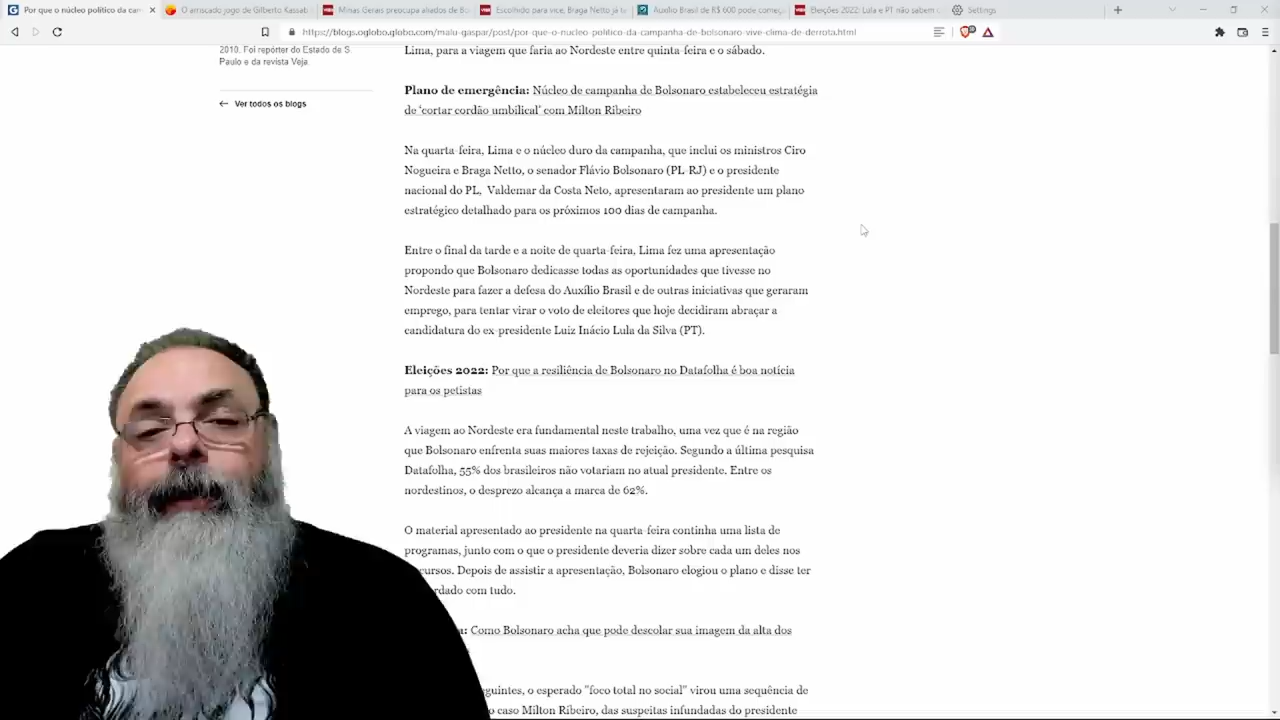 Por que o núcleo político da car
O arriscado jogo de Gilberto Kassab
Minas Gerais preocupa aliados de Bo
Escolhido para vice, Braga Netto já t
Auxílio Brasil de R$ 600 pode começ
Eleições 2022: Lula e PT não sabem c
Settings
https://blogs.oglobo.globo.com/malu-gaspar/post/por-que-o-nucleo-politico-da-campanha-de-bolsonaro-vive-clima-de-derrota.html
2010. Foi repórter do Estado de S.
Paulo e da revista Veja
Ver todos os blogs
Lima, para a viagem que faria ao Nordeste entre quinta-feira e o sábado.
Plano de emergência: Núcleo de campanha de Bolsonaro estabeleceu estratégia
de 'cortar cordão umbilical' com Milton Ribeiro
Na quarta-feira, Lima e o núcleo duro da campanha, que inclui os ministros Ciro
Nogueira e Braga Netto, o senador Flávio Bolsonaro (PL-RJ) e o presidente
nacional do PL, Valdemar da Costa Neto, apresentaram ao presidente um plano
estratégico detalhado para os próximos 100 dias de campanha.
Entre o final da tarde e a noite de quarta-feira, Lima fez uma apresentação
propondo que Bolsonaro dedicasse todas as oportunidades que tivesse no
Nordeste para fazer a defesa do Auxílio Brasil e de outras iniciativas que geraram
emprego, para tentar virar o voto de eleitores que hoje decidiram abraçar a
candidatura do ex-presidente Luiz Inácio Lula da Silva (PT).
Eleições 2022: Por que a resiliência de Bolsonaro no Datafolha é boa notícia
para os petistas
A viagem ao Nordeste era fundamental neste trabalho, uma vez que é na região
que Bolsonaro enfrenta suas maiores taxas de rejeição. Segundo a última pesquisa
Datafolha, 55% dos brasileiros não votariam no atual presidente. Entre os
nordestinos, o desprezo alcança a marca de 62%.
O material apresentado ao presidente na quarta-feira continha uma lista de
programas, junto com o que o presidente deveria dizer sobre cada um deles nos
cursos. Depois de assistir a apresentação, Bolsonaro elogiou o plano e disse ter
rdado com tudo.
Como Bolsonaro acha que pode descolar sua imagem da alta dos
eguintes, o esperado "foco total no social" virou uma sequência de
o caso Milton Ribeiro, das suspeitas infundadas do presidente